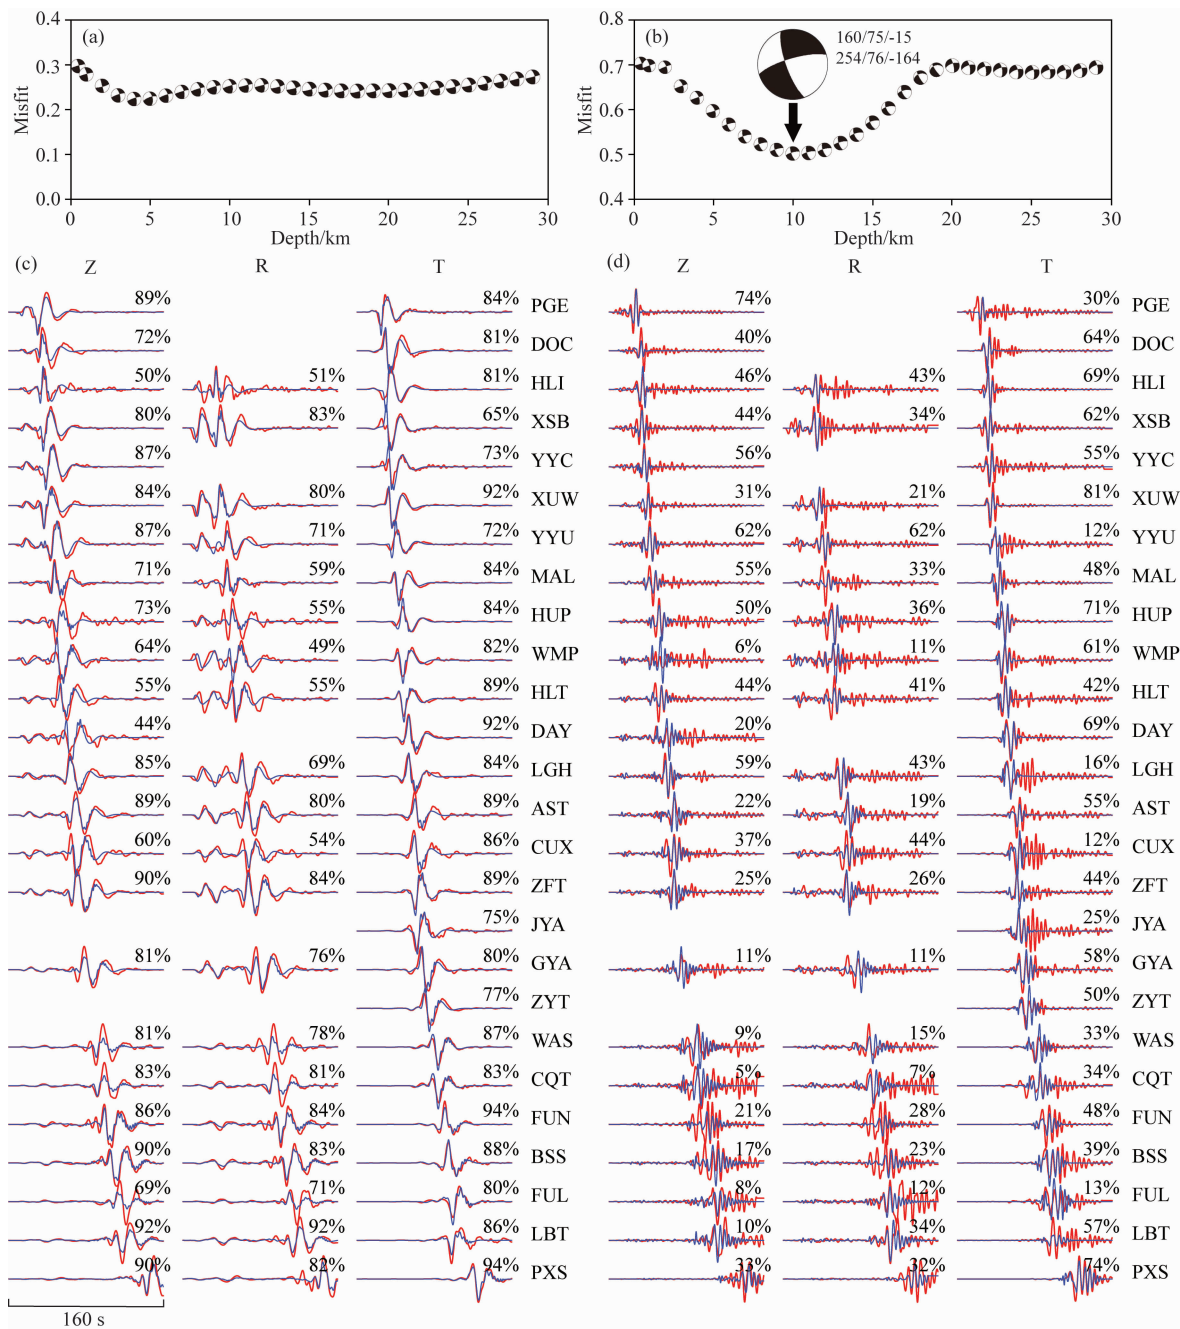 (a)
0.4
0.3
0.2
0.1
0.0
Misfit
0 5 10 15 20 25 30
Depth/km
(b)
160/75/-15
254/76/-164
0.8
0.7
0.6
0.5
0.4
Misfit
0 5 10 15 20 25 30
Depth/km
(c) Z R T (d) Z R T
89% 84% PGE 74% 30% PGE
72% 81% DOC 40% 64% DOC
50% 51% 81% HLI 46% 43% 69% HLI
80% 83% 65% XSB 44% 34% 62% XSB
87% 73% YYC 56% 55% YYC
84% 80% 92% XUW 31% 21% 81% XUW
87% 71% 72% YYU 62% 62% 12% YYU
71% 59% 84% MAL 55% 33% 48% MAL
73% 55% 84% HUP 50% 36% 71% HUP
64% 49% 82% WMP 6% 11% 61% WMP
55% 55% 89% HLT 44% 41% 42% HLT
44% 92% DAY 20% 69% DAY
85% 69% 84% LGH 59% 43% 16% LGH
89% 80% 89% AST 22% 19% 55% AST
60% 54% 86% CUX 37% 44% 12% CUX
90% 84% 89% ZFT 25% 26% 44% ZFT
75% JYA 25% JYA
81% 76% 80% GYA 11% 11% 58% GYA
77% ZYT 50% ZYT
81% 78% 87% WAS 9% 15% 33% WAS
83% 81% 83% CQT 5% 7% 34% CQT
86% 84% 94% FUN 21% 28% 48% FUN
90% 83% 88% BSS 17% 23% 39% BSS
69% 71% 80% FUL 8% 12% 13% FUL
92% 92% 86% LBT 10% 34% 57% LBT
90% 82% 94% PXS 33% 32% 74% PXS
160 s